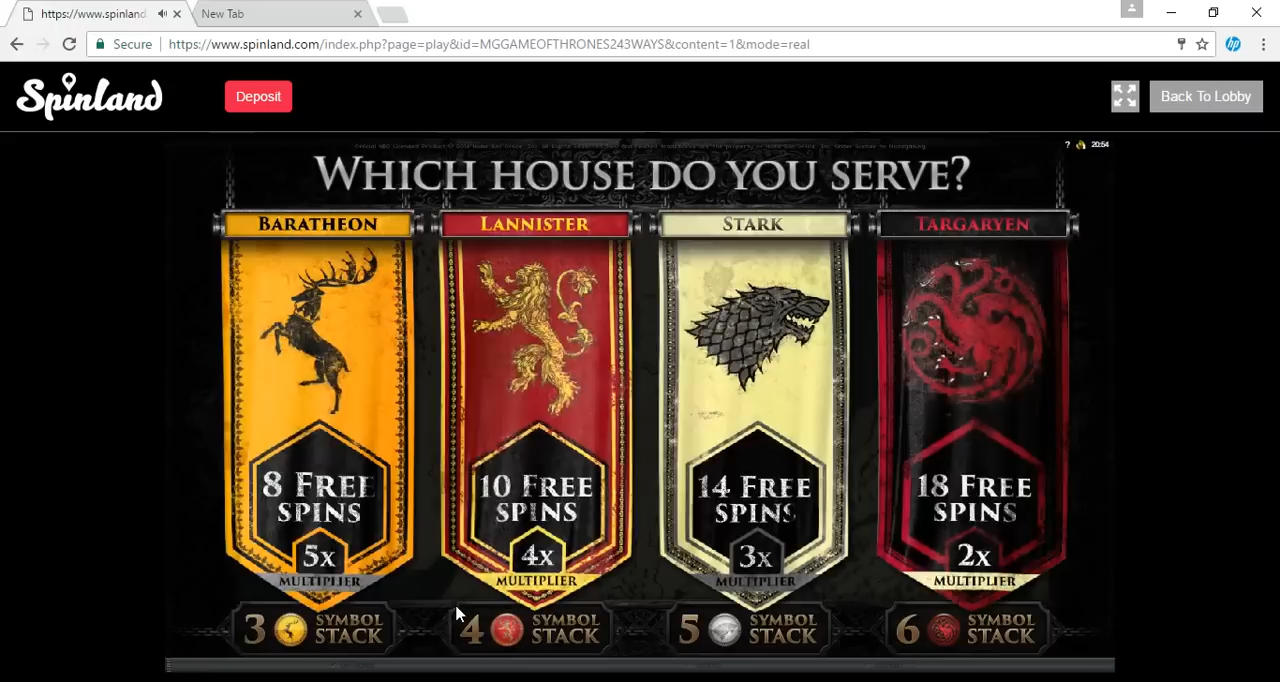 https://www.spinland
New Tab
Secure
https://www.spinland.com/index.php?page=play&id=MGGAMEOFTHRONES243WAYS&content=1&mode=real
Spinland
Deposit
Back To Lobby
? 20:54
WHICH HOUSE DO YOU SERVE?
BARATHEON
LANNISTER
STARK
TARGARYEN
8 FREE SPINS
5x
MULTIPLIER
10 FREE SPINS
4x
MULTIPLIER
14 FREE SPINS
3x
MULTIPLIER
18 FREE SPINS
2x
MULTIPLIER
3 SYMBOL STACK
4 SYMBOL STACK
5 SYMBOL STACK
6 SYMBOL STACK